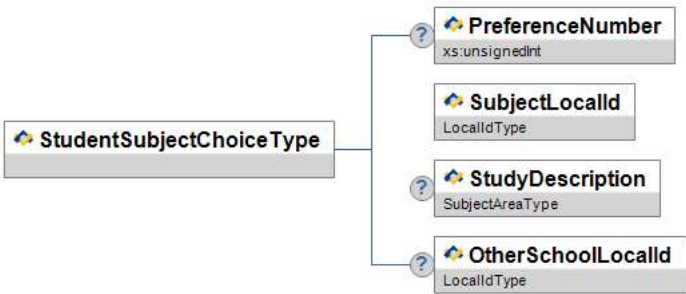 ? PreferenceNumber
xs:unsignedInt
SubjectLocalId
LocalIdType
StudentSubjectChoiceType
? StudyDescription
SubjectAreaType
? OtherSchoolLocalId
LocalIdType